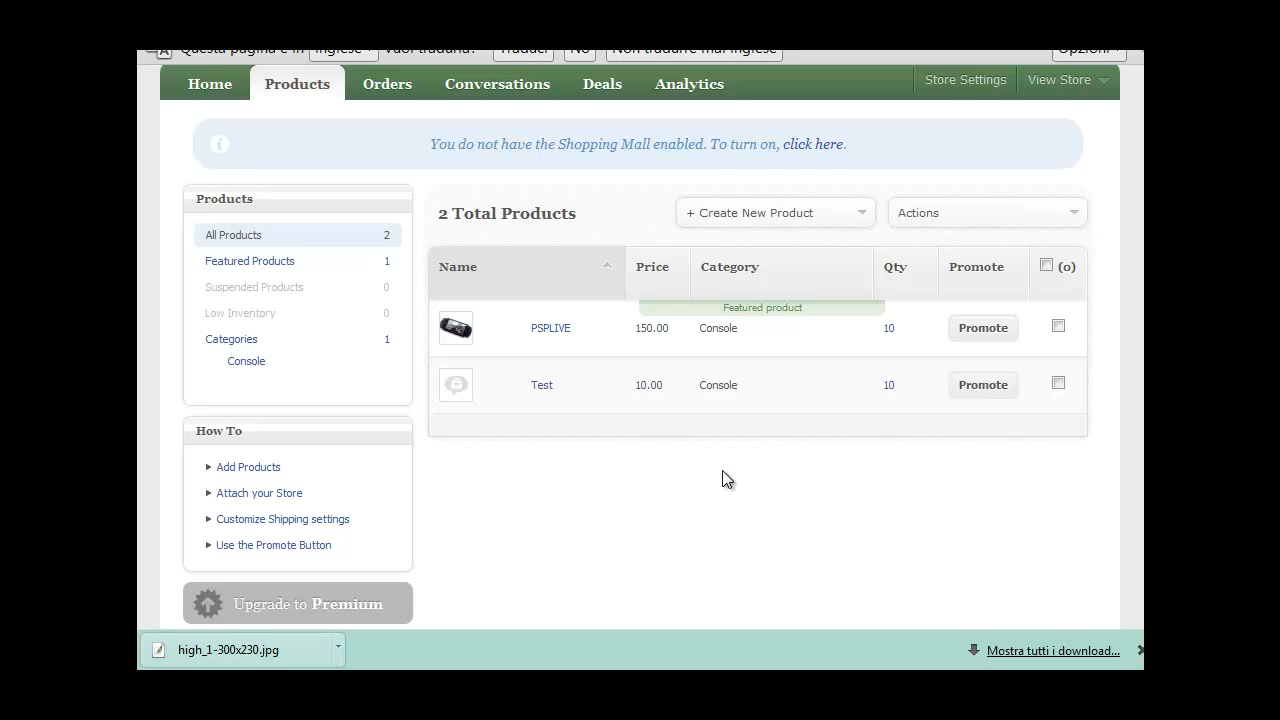 Questa pagina è in inglese Vuoi tradurla? Traduci No Non tradurre mai inglese Opzioni
Home Products Orders Conversations Deals Analytics Store Settings View Store
You do not have the Shopping Mall enabled. To turn on, click here.
Products
All Products 2
Featured Products 1
Suspended Products 0
Low Inventory 0
Categories 1
Console
How To
Add Products
Attach your Store
Customize Shipping settings
Use the Promote Button
Upgrade to Premium
2 Total Products + Create New Product Actions
Name Price Category Qty Promote (0)
Featured product
PSPLIVE 150.00 Console 10 Promote
Test 10.00 Console 10 Promote
high_1-300x230.jpg Mostra tutti i download...